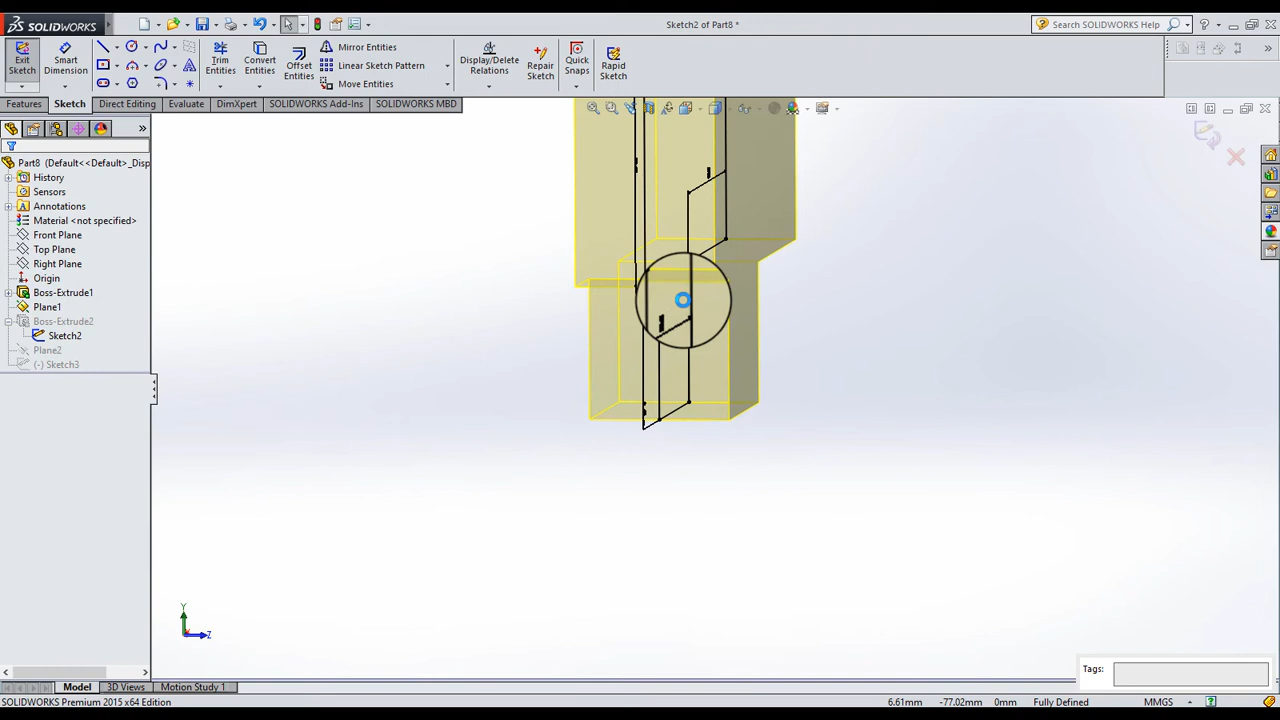 SOLIDWORKS
Sketch2 of Part8 *
Search SOLIDWORKS Help
Exit Sketch
Smart Dimension
Trim Entities
Convert Entities
Offset Entities
Mirror Entities
Linear Sketch Pattern
Move Entities
Display/Delete Relations
Repair Sketch
Quick Snaps
Rapid Sketch
Features
Sketch
Direct Editing
Evaluate
DimXpert
SOLIDWORKS Add-Ins
SOLIDWORKS MBD
Part8 (Default<<Default>_Disp
History
Sensors
Annotations
Material <not specified>
Front Plane
Top Plane
Right Plane
Origin
Boss-Extrude1
Plane1
Boss-Extrude2
Sketch2
Plane2
(-) Sketch3
Y
Z
Tags:
Model
3D Views
Motion Study 1
SOLIDWORKS Premium 2015 x64 Edition
6.61mm
-77.02mm
0mm
Fully Defined
MMGS